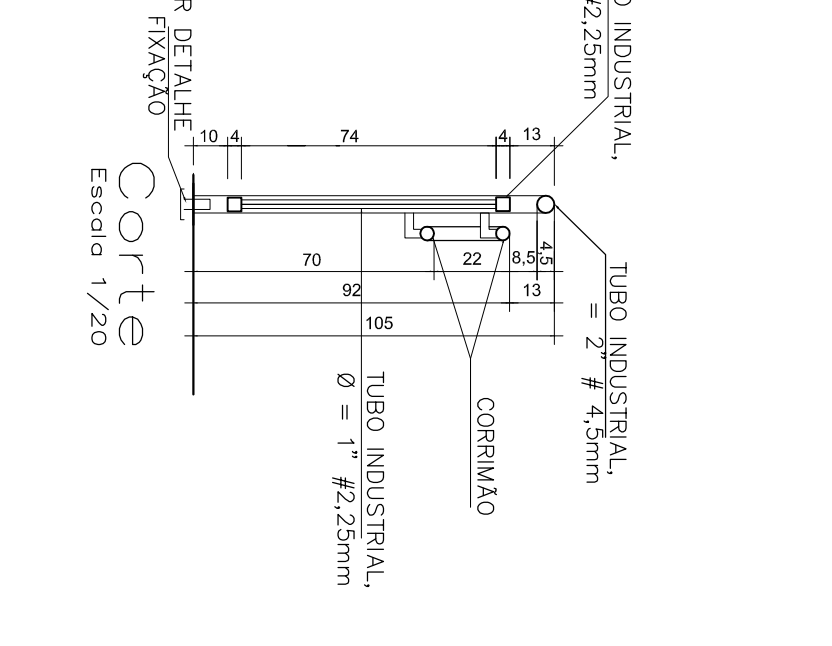 INDUSTRIAL,
#2,25mm
DETALHE
FIXAÇÃO
10 4 74 4 13
70 22 8,5 4,5
92 13
105
TUBO INDUSTRIAL,
= 2" # 4,5mm
CORRIMÃO
TUBO INDUSTRIAL,
Ø = 1" #2,25mm
Corte
Escala 1/20